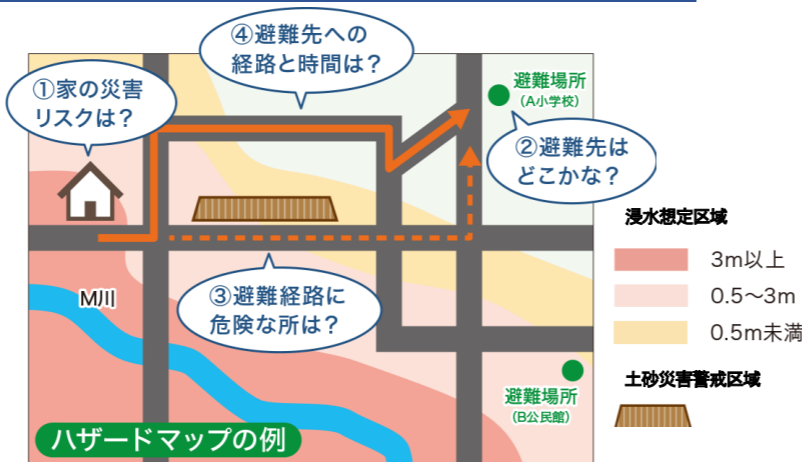 ④避難先への
経路と時間は？
①家の災害
リスクは？
避難場所
（A小学校）
②避難先は
どこかな？
浸水想定区域
3m以上
0.5〜3m
0.5m未満
土砂災害警戒区域
M川
③避難経路に
危険な所は？
避難場所
（B公民館）
ハザードマップの例